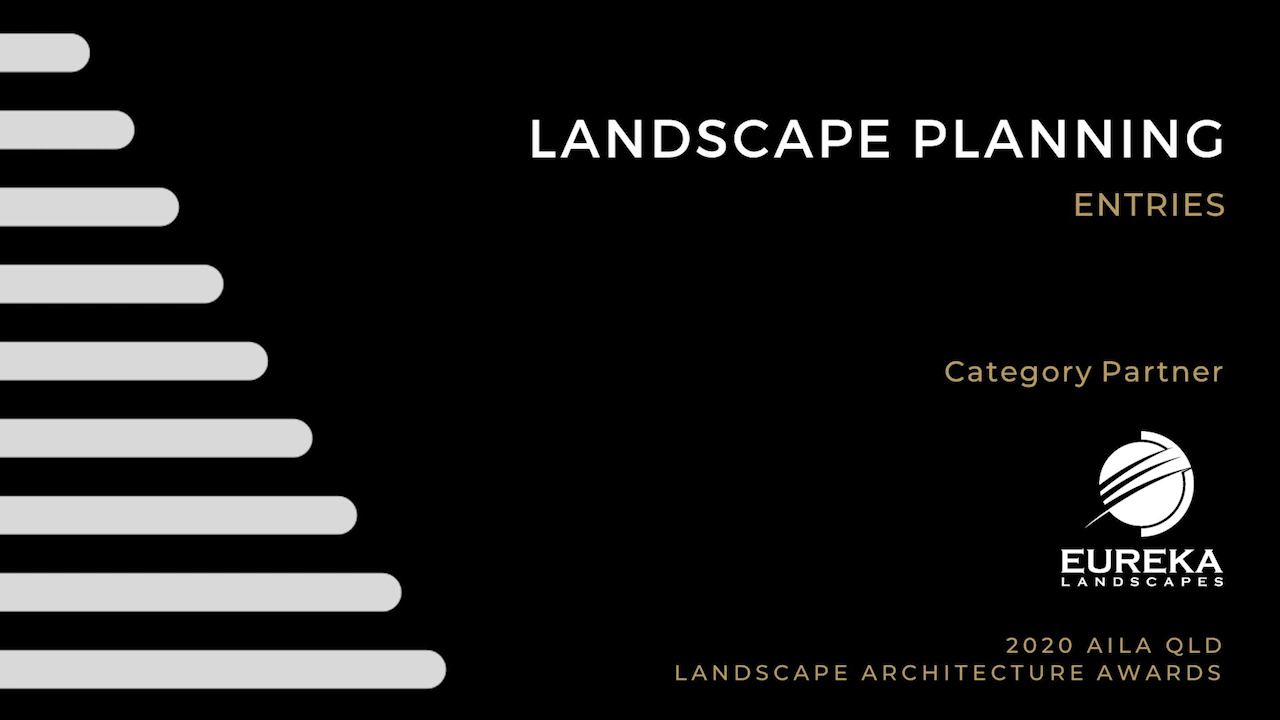 LANDSCAPE PLANNING
ENTRIES
Category Partner
EUREKA
LANDSCAPES
2020 AILA QLD
LANDSCAPE ARCHITECTURE AWARDS